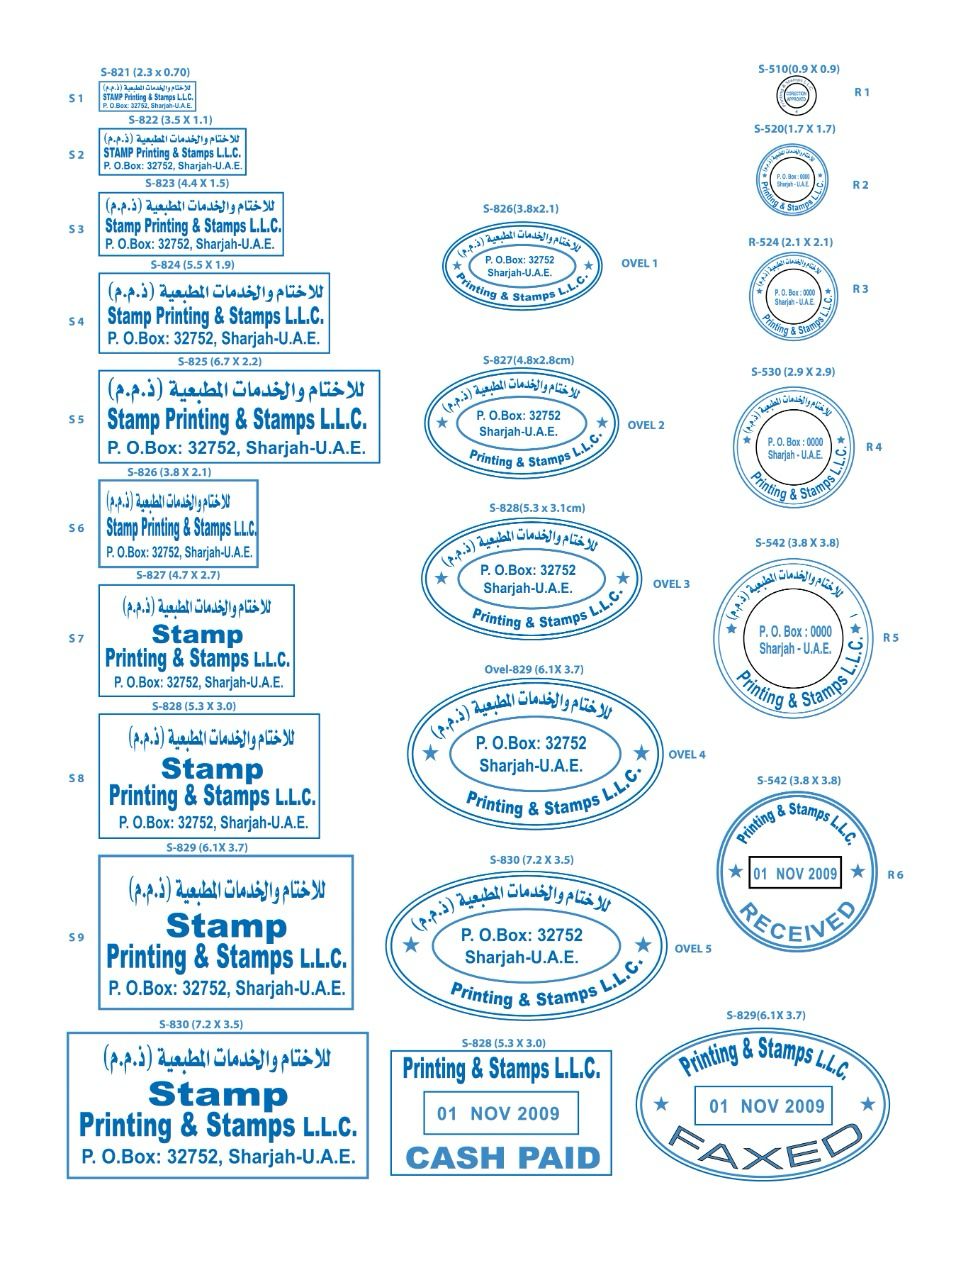 S-821 (2.3 x 0.70)
S 1
للاختام والخدمات المطبعية (ذ.م.م)
STAMP Printing & Stamps L.L.C.
P. O.Box: 32752, Sharjah-U.A.E.
S-822 (3.5 X 1.1)
S 2
للاختام والخدمات المطبعية (ذ.م.م)
STAMP Printing & Stamps L.L.C.
P. O.Box: 32752, Sharjah-U.A.E.
S-823 (4.4 X 1.5)
S 3
للاختام والخدمات المطبعية (ذ.م.م)
Stamp Printing & Stamps L.L.C.
P. O.Box: 32752, Sharjah-U.A.E.
S-824 (5.5 X 1.9)
S 4
للاختام والخدمات المطبعية (ذ.م.م)
Stamp Printing & Stamps L.L.C.
P. O.Box: 32752, Sharjah-U.A.E.
S-825 (6.7 X 2.2)
S 5
للاختام والخدمات المطبعية (ذ.م.م)
Stamp Printing & Stamps L.L.C.
P. O.Box: 32752, Sharjah-U.A.E.
S-826 (3.8 X 2.1)
S 6
للاختام والخدمات المطبعية (ذ.م.م)
Stamp Printing & Stamps L.L.C.
P. O.Box: 32752, Sharjah-U.A.E.
S-827 (4.7 X 2.7)
S 7
للاختام والخدمات المطبعية (ذ.م.م)
Stamp
Printing & Stamps L.L.C.
P. O.Box: 32752, Sharjah-U.A.E.
S-828 (5.3 X 3.0)
S 8
للاختام والخدمات المطبعية (ذ.م.م)
Stamp
Printing & Stamps L.L.C.
P. O.Box: 32752, Sharjah-U.A.E.
S-829 (6.1X 3.7)
S 9
للاختام والخدمات المطبعية (ذ.م.م)
Stamp
Printing & Stamps L.L.C.
P. O.Box: 32752, Sharjah-U.A.E.
S-830 (7.2 X 3.5)
للاختام والخدمات المطبعية (ذ.م.م)
Stamp
Printing & Stamps L.L.C.
P. O.Box: 32752, Sharjah-U.A.E.
S-826(3.8x2.1)
للاختام والخدمات المطبعية (ذ.م.م)
P. O.Box: 32752
Sharjah-U.A.E.
Printing & Stamps L.L.C.
OVEL 1
S-827(4.8x2.8cm)
للاختام والخدمات المطبعية (ذ.م.م)
P. O.Box: 32752
Sharjah-U.A.E.
Printing & Stamps L.L.C.
OVEL 2
S-828(5.3 x 3.1cm)
للاختام والخدمات المطبعية (ذ.م.م)
P. O.Box: 32752
Sharjah-U.A.E.
Printing & Stamps L.L.C.
OVEL 3
Ovel-829 (6.1X 3.7)
للاختام والخدمات المطبعية (ذ.م.م)
P. O.Box: 32752
Sharjah-U.A.E.
Printing & Stamps L.L.C.
OVEL 4
S-830 (7.2 X 3.5)
للاختام والخدمات المطبعية (ذ.م.م)
P. O.Box: 32752
Sharjah-U.A.E.
Printing & Stamps L.L.C.
OVEL 5
S-828 (5.3 X 3.0)
Printing & Stamps L.L.C.
01 NOV 2009
CASH PAID
S-510(0.9 X 0.9)
R 1
S-520(1.7 X 1.7)
للاختام والخدمات المطبعية (ذ.م.م)
P. O. Box : 0000
Sharjah - U.A.E.
Printing & Stamps L.L.C.
R 2
R-524 (2.1 X 2.1)
للاختام والخدمات المطبعية (ذ.م.م)
P. O. Box : 0000
Sharjah - U.A.E.
Printing & Stamps L.L.C.
R 3
S-530 (2.9 X 2.9)
للاختام والخدمات المطبعية (ذ.م.م)
P. O. Box : 0000
Sharjah - U.A.E.
Printing & Stamps L.L.C.
R 4
S-542 (3.8 X 3.8)
للاختام والخدمات المطبعية (ذ.م.م)
P. O. Box : 0000
Sharjah - U.A.E.
Printing & Stamps L.L.C.
R 5
S-542 (3.8 X 3.8)
Printing & Stamps L.L.C.
01 NOV 2009
RECEIVED
R 6
S-829(6.1X 3.7)
Printing & Stamps L.L.C.
01 NOV 2009
FAXED